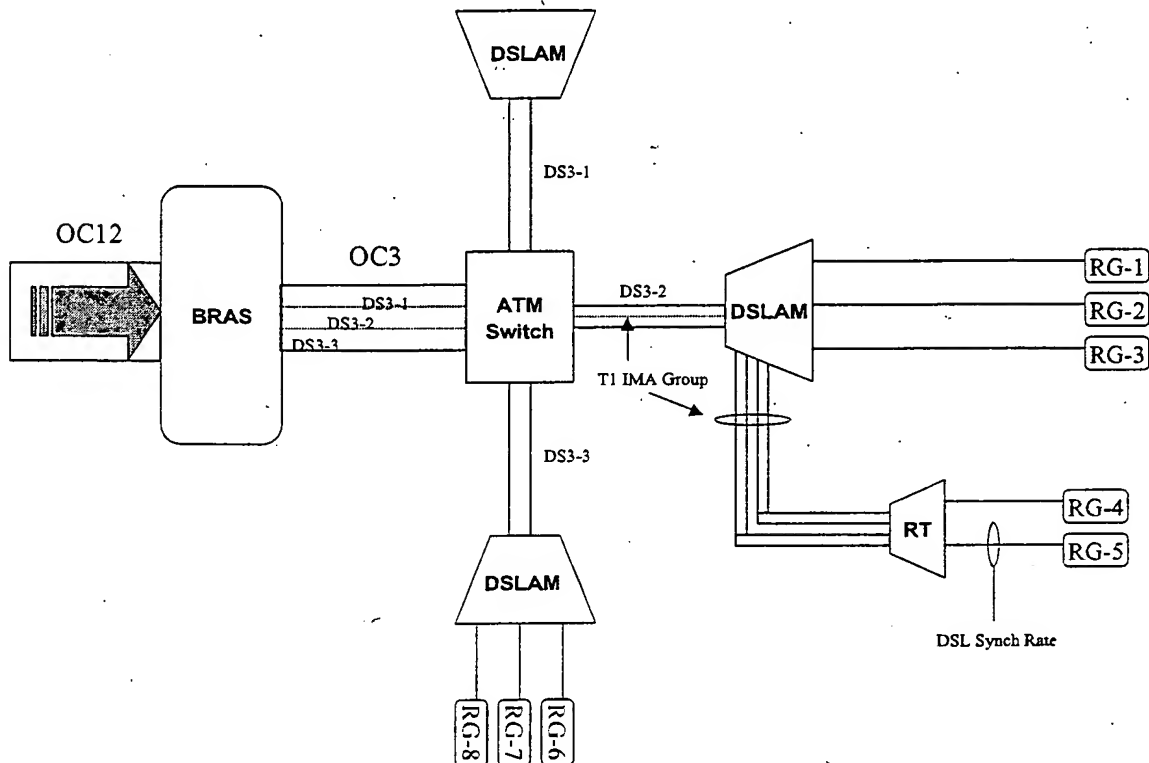 DSLAM
DS3-1
OC12
OC3
BRAS
DS3-1
DS3-2
DS3-3
ATM
Switch
DS3-2
DSLAM
RG-1
RG-2
RG-3
T1 IMA Group
DS3-3
RT
RG-4
RG-5
DSLAM
DSL Synch Rate
RG-8
RG-7
RG-6